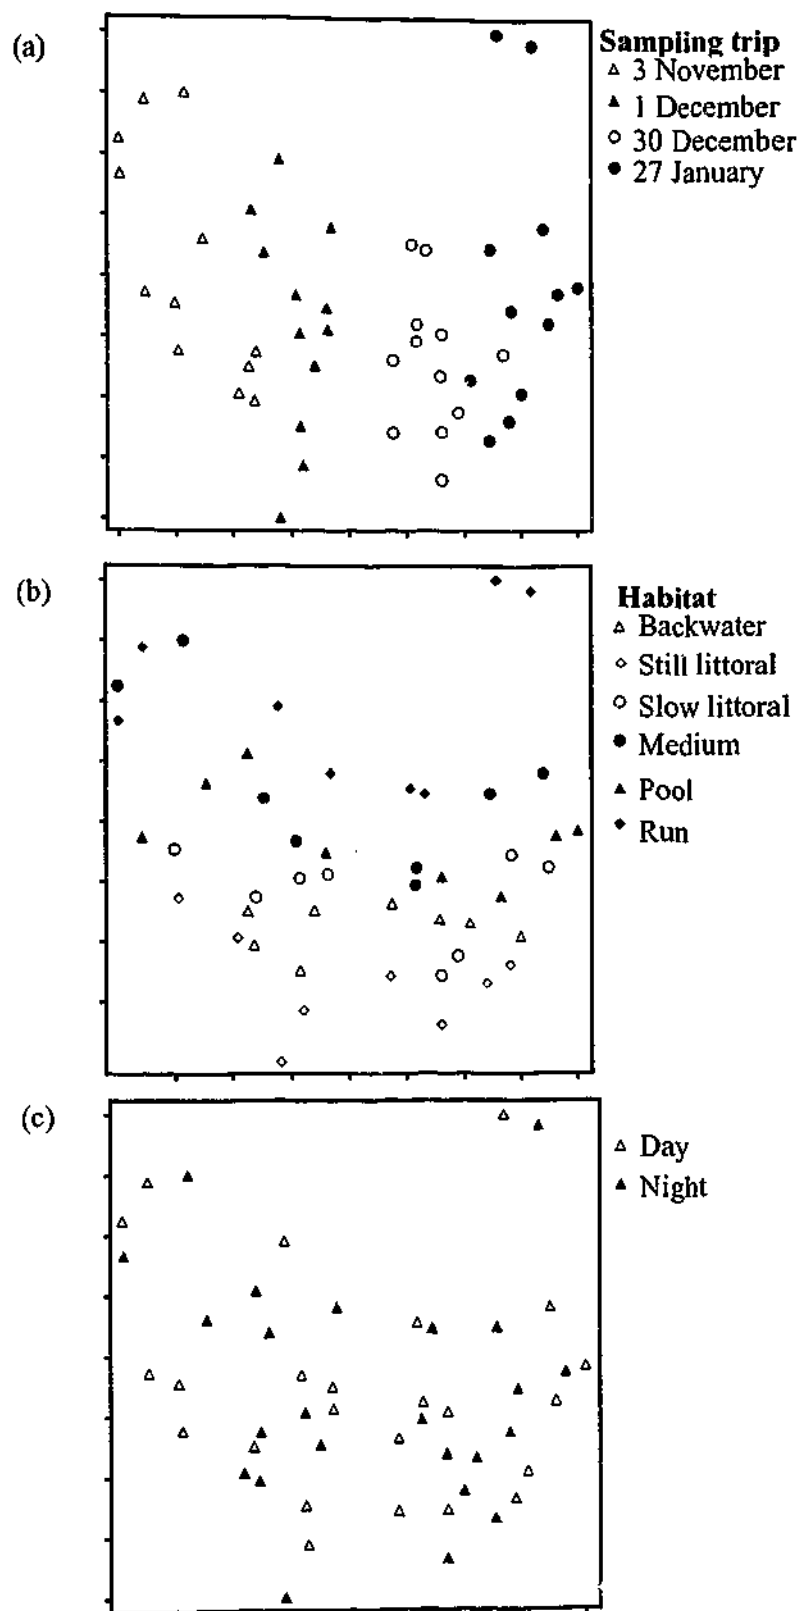 (a)
Sampling trip
3 November
1 December
30 December
27 January
(b)
Habitat
Backwater
Still littoral
Slow littoral
Medium
Pool
Run
(c)
Day
Night